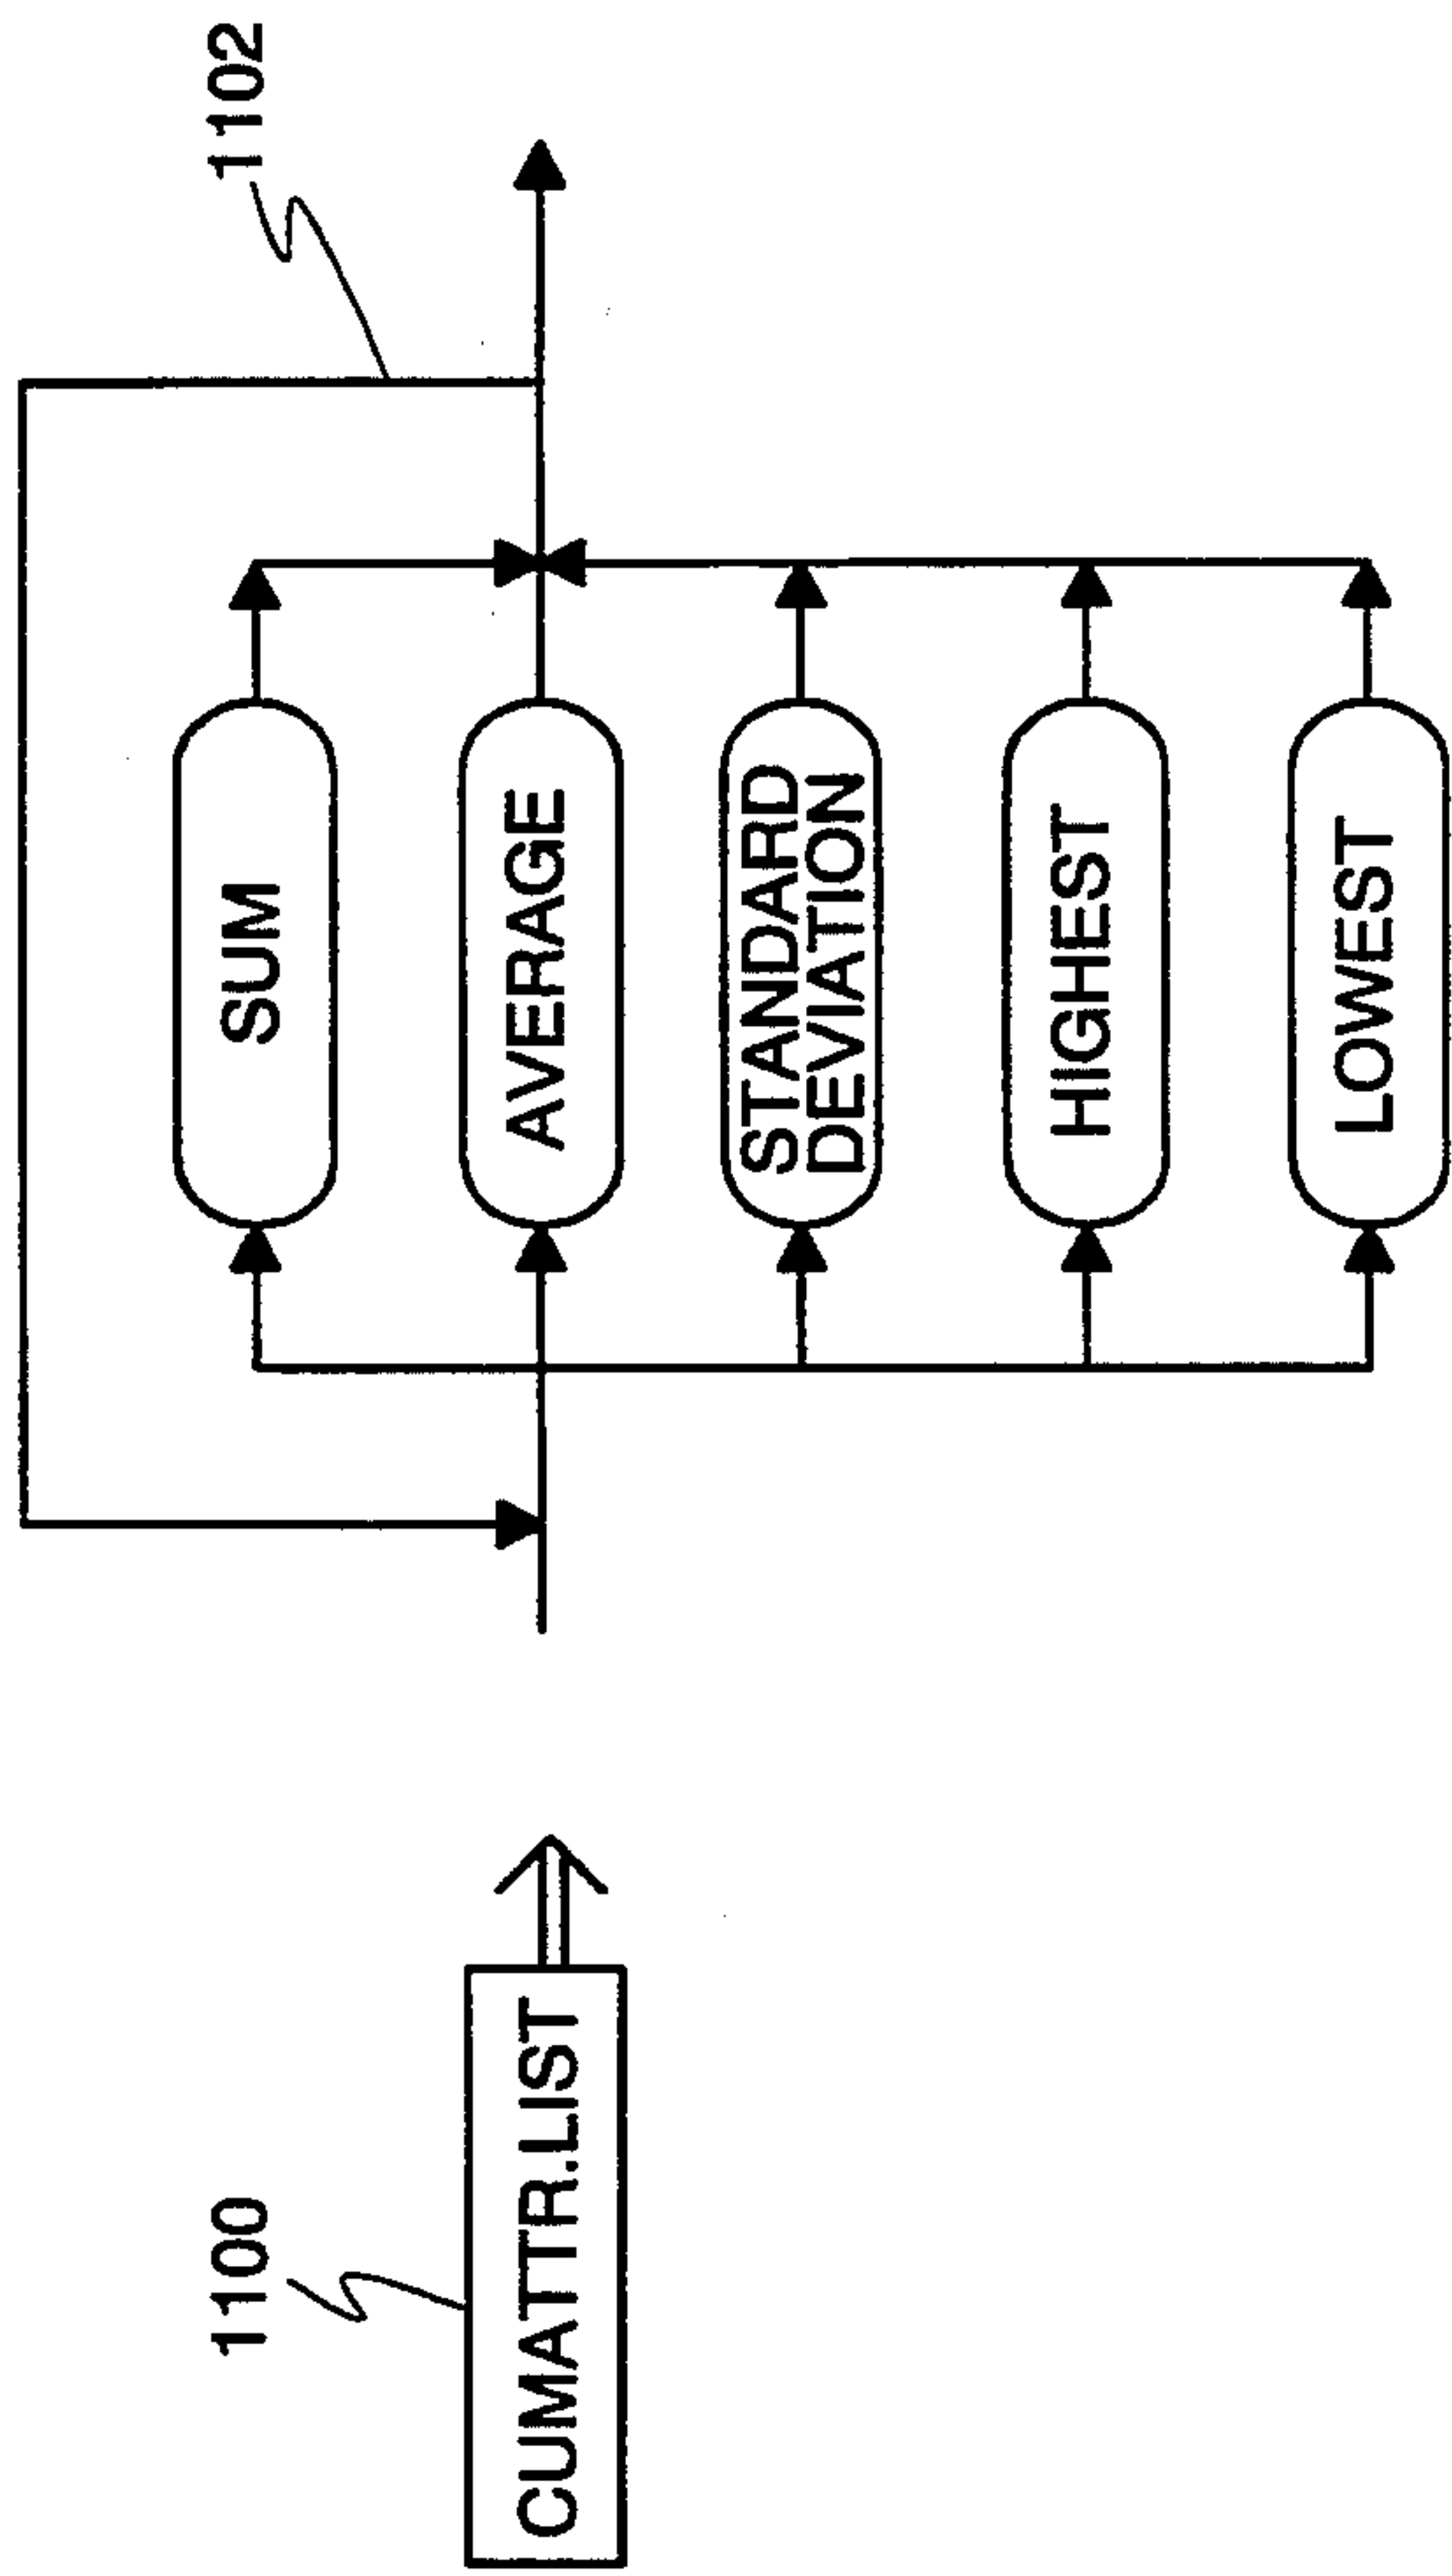 1100
CUMATTR.LIST
1102
SUM
AVERAGE
STANDARD
DEVIATION
HIGHEST
LOWEST